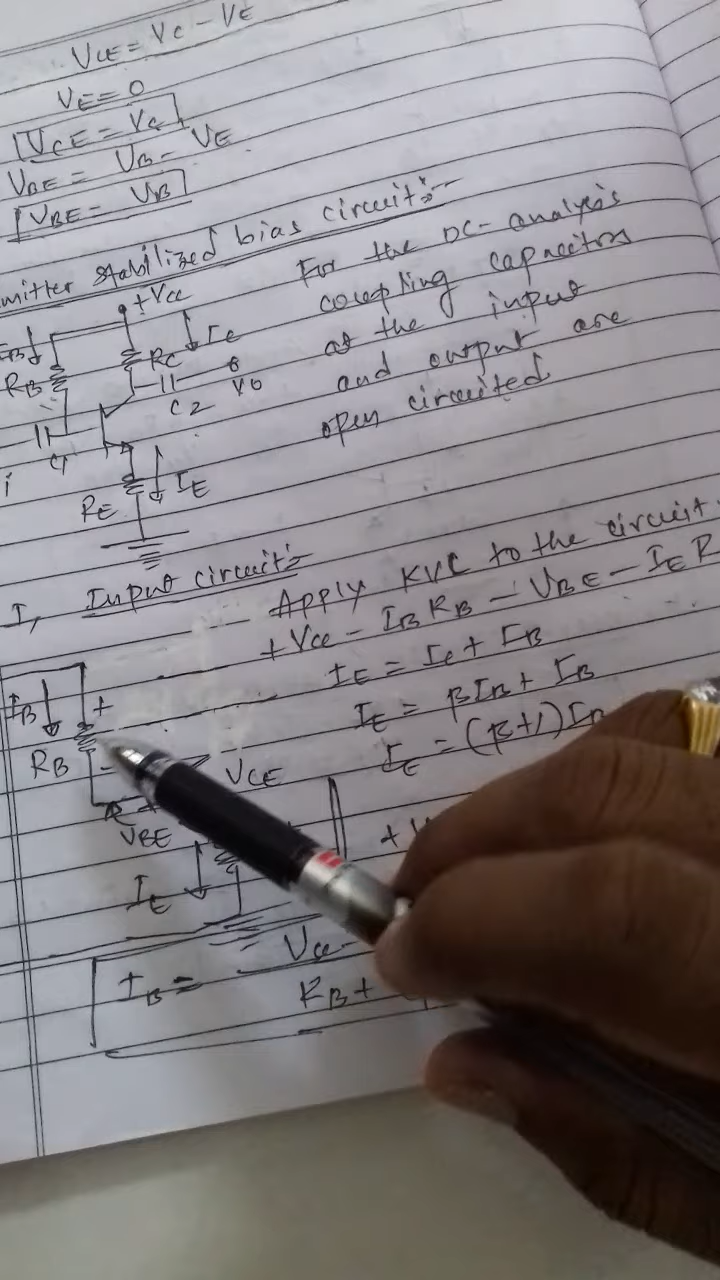 VCE = VC - VE
VE = 0
VCE = VC
VBE = VB - VE
VBE = VB
mitter stabilized bias circuit:-
+Vcc
For the DC- analysis
coupling capacitors
at the input
and output are
open circuited
IB
RB
RC
IC
C2
V0
C1
i
RE
IE
I, Input circuit:-
Apply KVL to the circuit
+Vcc - IBRB - VBE - IER
IE = IC + IB
IE = βIB + IB
IE = (β+1)IB
IB
+
RB
-
VCE
VBE
IE
+V
IB = Vcc-
RB +